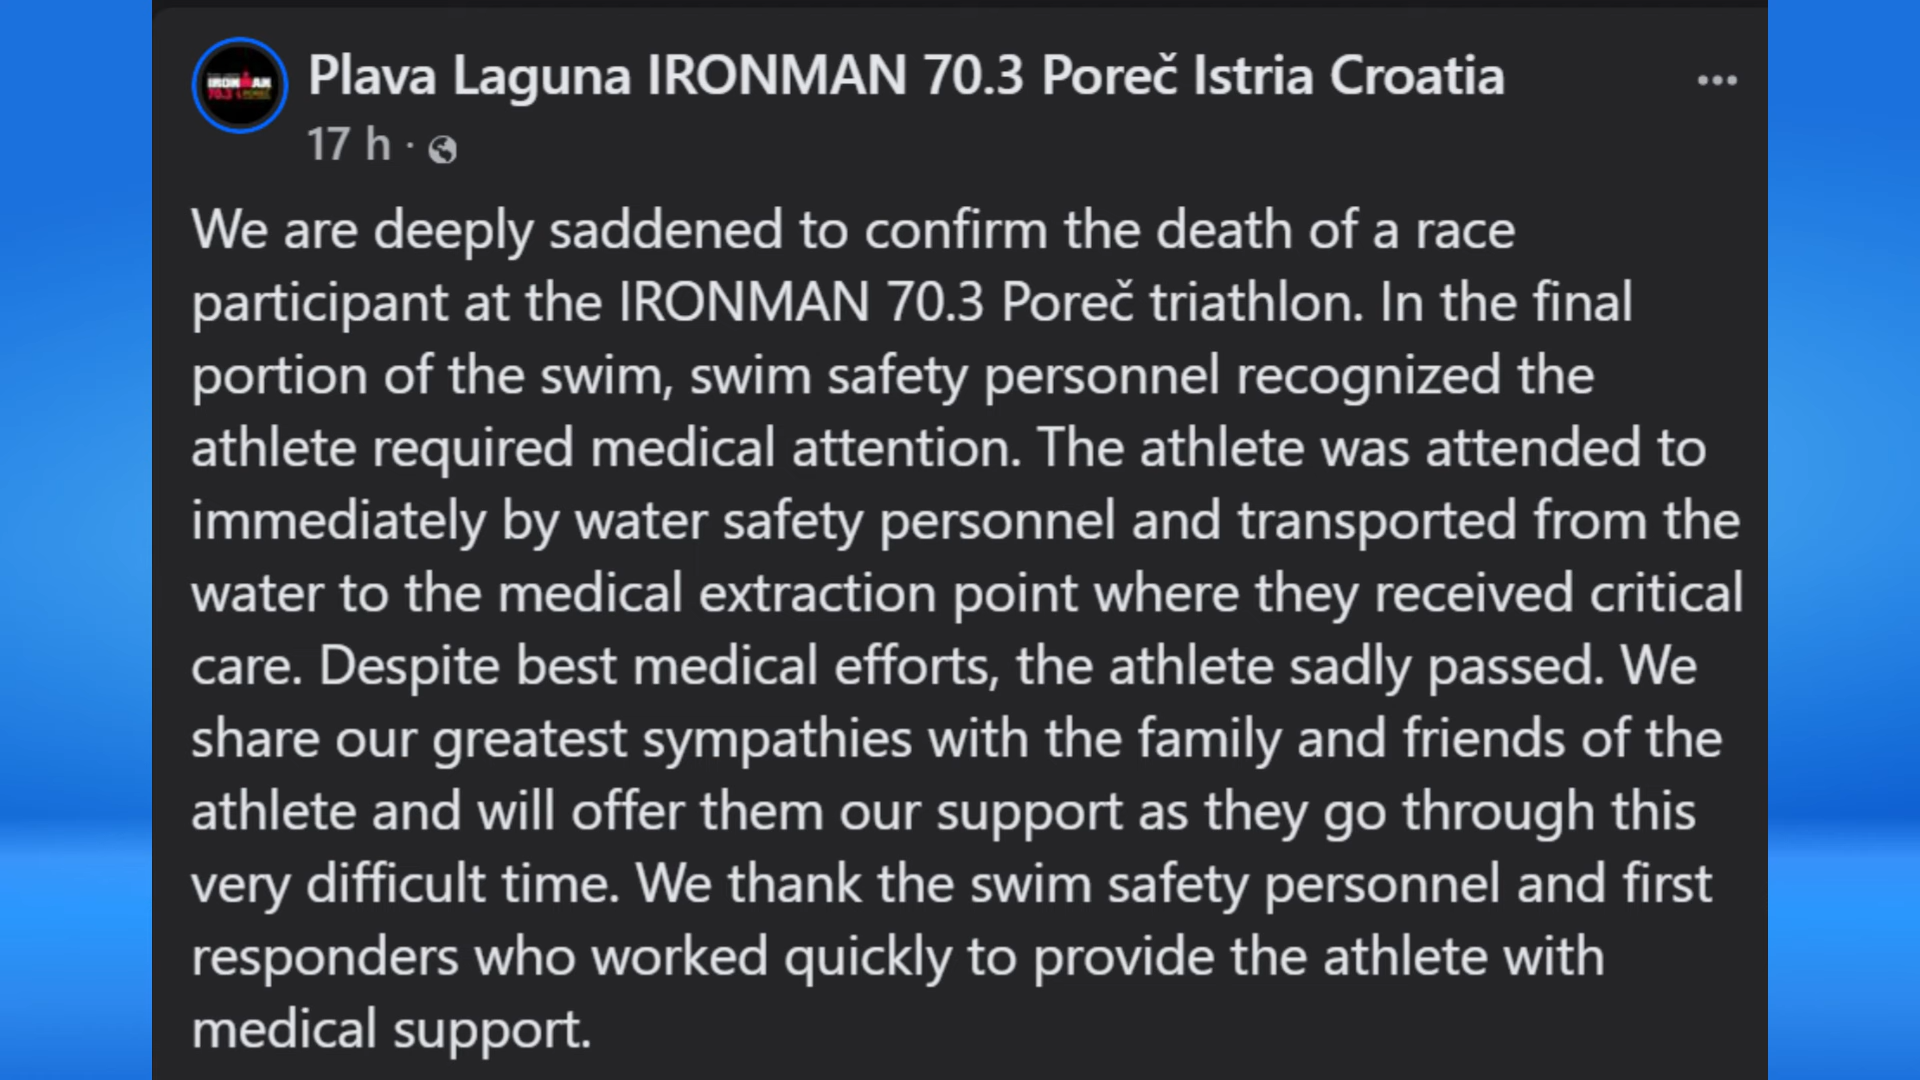 Plava Laguna IRONMAN 70.3 Poreč Istria Croatia
17 h ·
We are deeply saddened to confirm the death of a race
participant at the IRONMAN 70.3 Poreč triathlon. In the final
portion of the swim, swim safety personnel recognized the
athlete required medical attention. The athlete was attended to
immediately by water safety personnel and transported from the
water to the medical extraction point where they received critical
care. Despite best medical efforts, the athlete sadly passed. We
share our greatest sympathies with the family and friends of the
athlete and will offer them our support as they go through this
very difficult time. We thank the swim safety personnel and first
responders who worked quickly to provide the athlete with
medical support.
IRONMAN
70.3